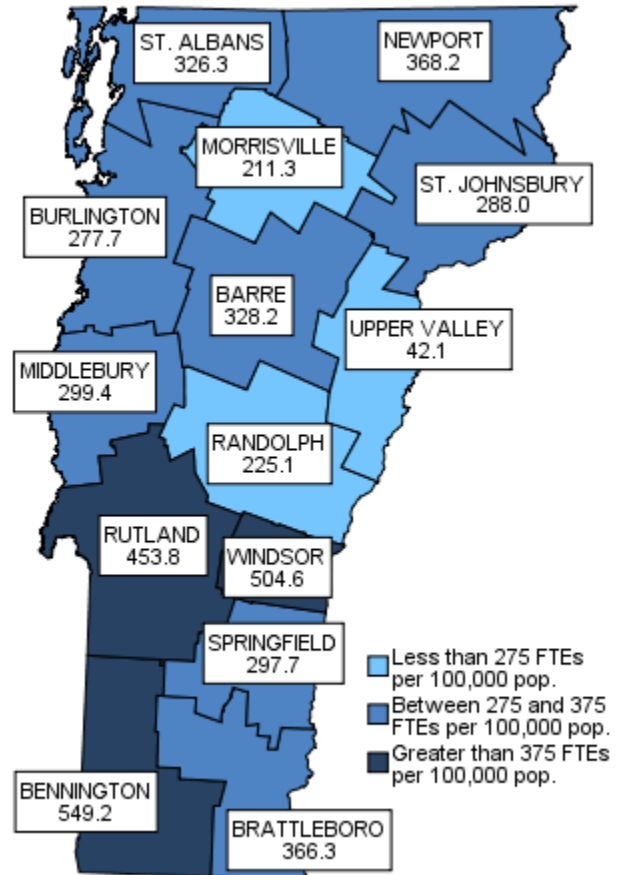 ST. ALBANS
326.3
NEWPORT
368.2
MORRISVILLE
211.3
ST. JOHNSBURY
288.0
BURLINGTON
277.7
BARRE
328.2
UPPER VALLEY
42.1
MIDDLEBURY
299.4
RANDOLPH
225.1
RUTLAND
453.8
WINDSOR
504.6
SPRINGFIELD
297.7
Less than 275 FTEs
per 100,000 pop.
Between 275 and 375
FTEs per 100,000 pop.
Greater than 375 FTEs
per 100,000 pop.
BENNINGTON
549.2
BRATTLEBORO
366.3